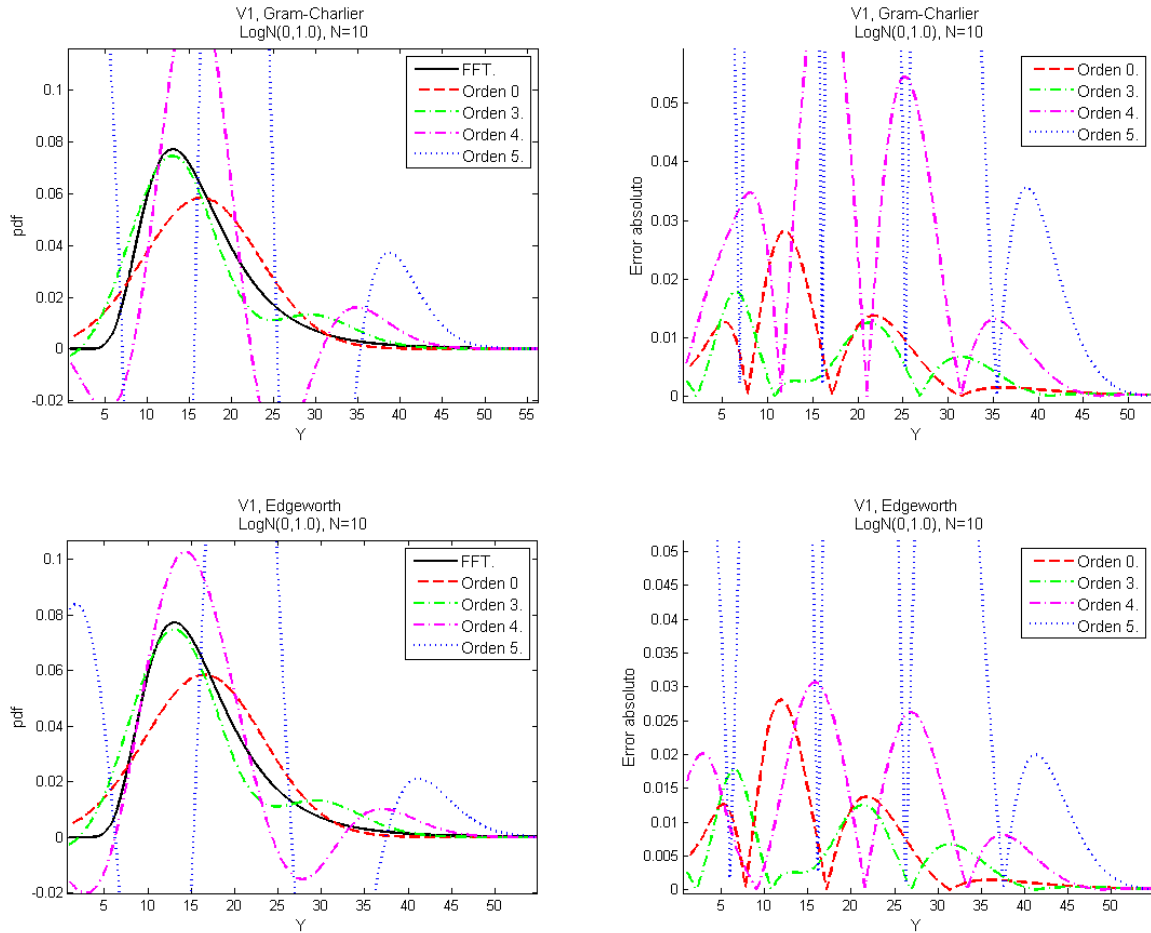 V1, Gram-Charlier
LogN(0,1.0), N=10
pdf
0.1
0.08
0.06
0.04
0.02
0
-0.02
5 10 15 20 25 30 35 40 45 50 55
Y
FFT.
Orden 0
Orden 3.
Orden 4.
Orden 5.
V1, Gram-Charlier
LogN(0,1.0), N=10
Error absoluto
0.05
0.04
0.03
0.02
0.01
0
5 10 15 20 25 30 35 40 45 50
Y
Orden 0.
Orden 3.
Orden 4.
Orden 5.
V1, Edgeworth
LogN(0,1.0), N=10
pdf
0.1
0.08
0.06
0.04
0.02
0
-0.02
5 10 15 20 25 30 35 40 45 50
Y
FFT.
Orden 0
Orden 3.
Orden 4.
Orden 5.
V1, Edgeworth
LogN(0,1.0), N=10
Error absoluto
0.05
0.045
0.04
0.035
0.03
0.025
0.02
0.015
0.01
0.005
0
5 10 15 20 25 30 35 40 45 50
Y
Orden 0.
Orden 3.
Orden 4.
Orden 5.